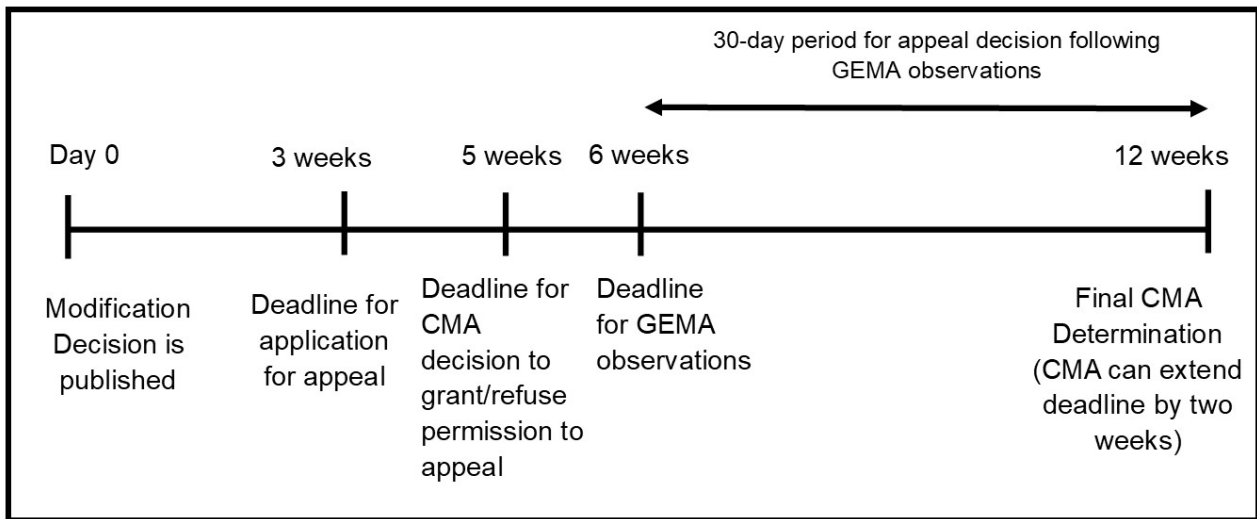 30-day period for appeal decision following
GEMA observations
Day 0
3 weeks
5 weeks
6 weeks
12 weeks
Modification
Decision is
published
Deadline for
application
for appeal
Deadline for
CMA
decision to
grant/refuse
permission to
appeal
Deadline
for GEMA
observations
Final CMA
Determination
(CMA can extend
deadline by two
weeks)